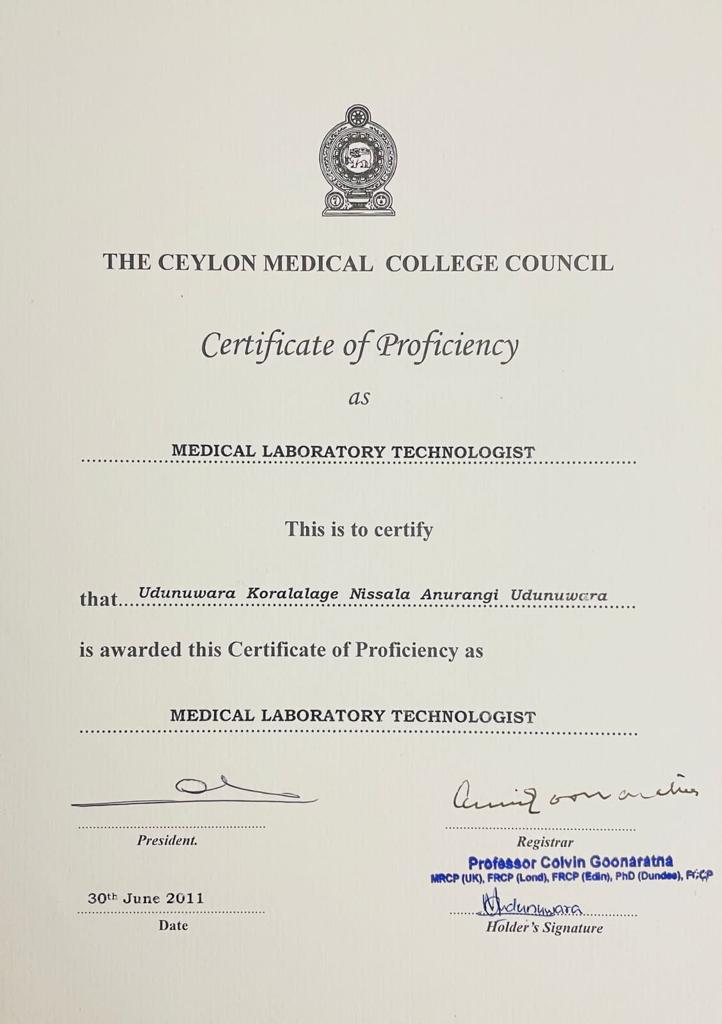 THE CEYLON MEDICAL COLLEGE COUNCIL
Certificate of Proficiency
as
MEDICAL LABORATORY TECHNOLOGIST
This is to certify
that Udunuwara Koralalage Nissala Anurangi Udunuwara
is awarded this Certificate of Proficiency as
MEDICAL LABORATORY TECHNOLOGIST
President.
Registrar
Professor Colvin Goonaratna
MRCP (UK), FRCP (Lond), FRCP (Edin), PhD (Dundee),
30th June 2011
Udunuwara
Date
Holder's Signature